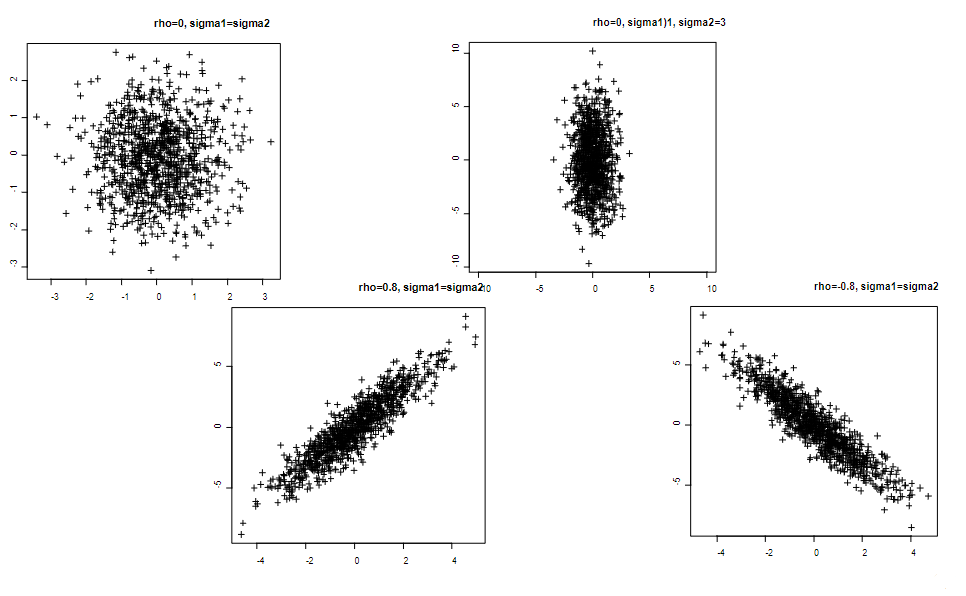 rho=0, sigma1=sigma2
2
1
0
-1
-2
-3
-3 -2 -1 0 1 2 3
rho=0, sigma1)1, sigma2=3
10
5
0
-5
-10
-10 -5 0 5 10
rho=0.8, sigma1=sigma2
5
0
-5
-4 -2 0 2 4
rho=-0.8, sigma1=sigma2
5
0
-5
-4 -2 0 2 4